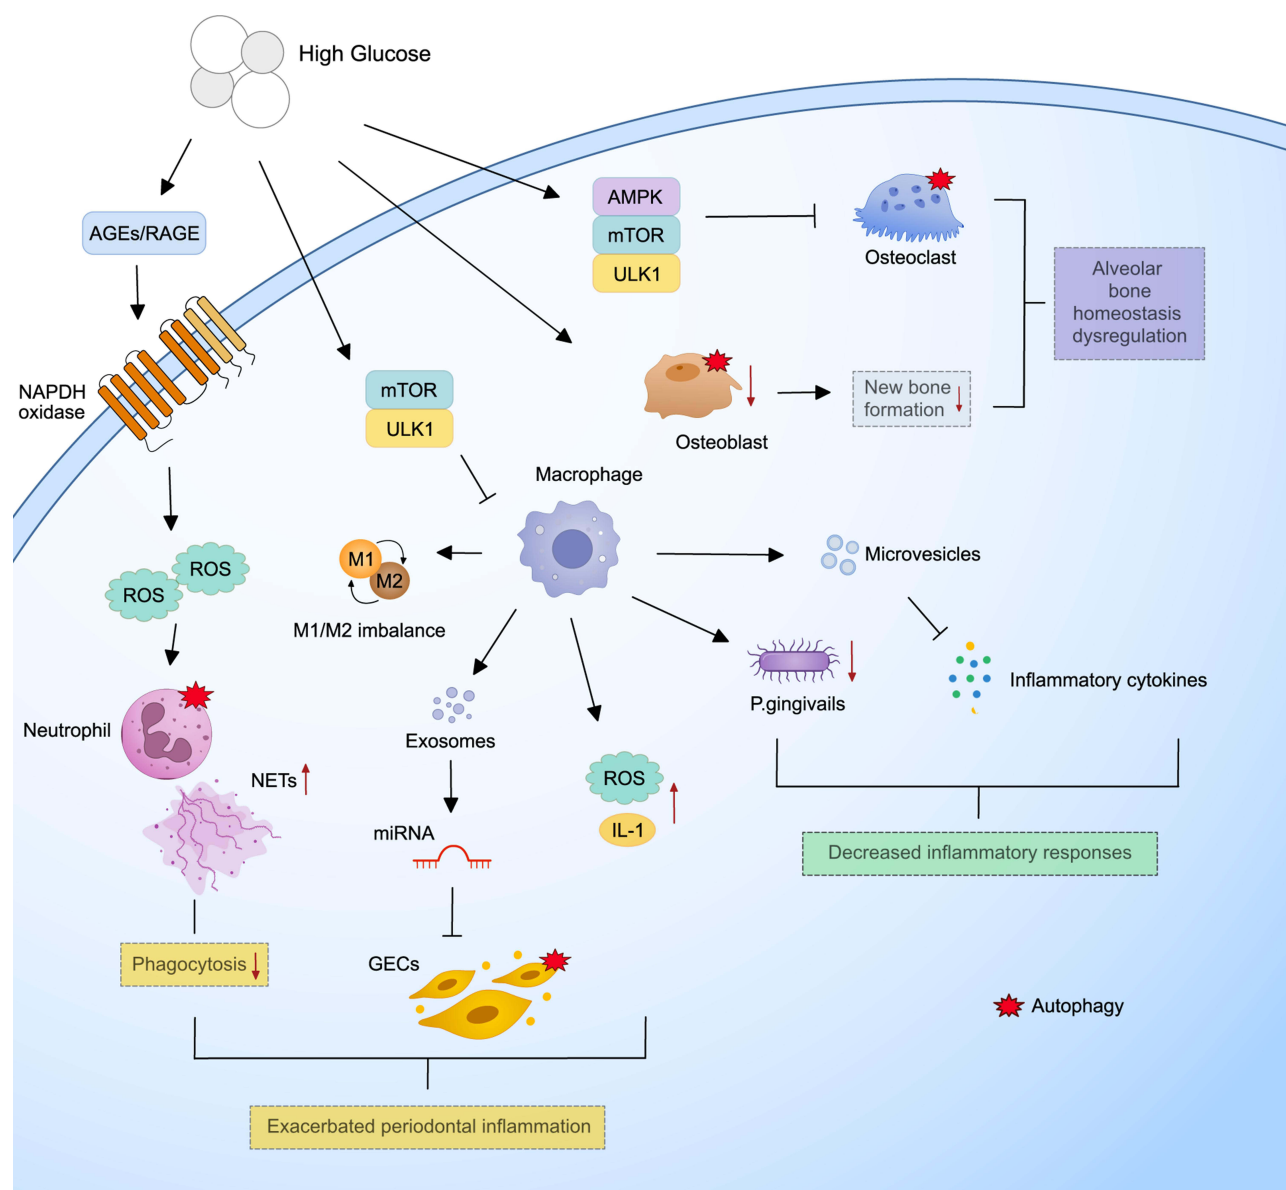 High Glucose
AGEs/RAGE
NAPDH
oxidase
ROS
ROS
Neutrophil
NETs
Phagocytosis
mTOR
ULK1
AMPK
mTOR
ULK1
Osteoclast
Osteoblast
New bone
formation
Alveolar
bone
homeostasis
dysregulation
Macrophage
M1
M2
M1/M2 imbalance
Exosomes
miRNA
GECs
ROS
IL-1
P.gingivails
Microvesicles
Inflammatory cytokines
Decreased inflammatory responses
Exacerbated periodontal inflammation
Autophagy